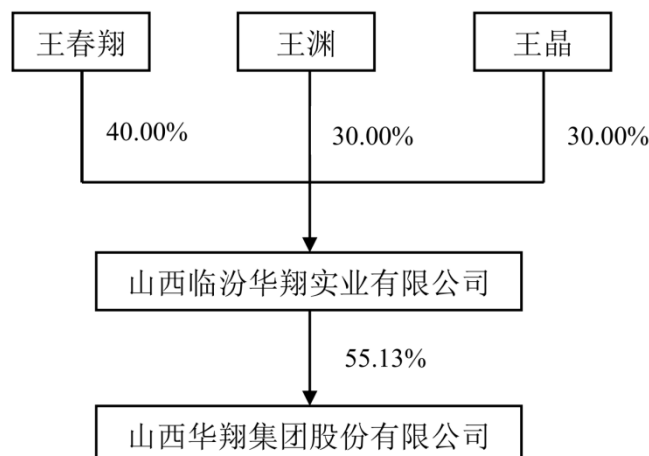 王春翔
王渊
王晶
40.00%
30.00%
30.00%
山西临汾华翔实业有限公司
55.13%
山西华翔集团股份有限公司